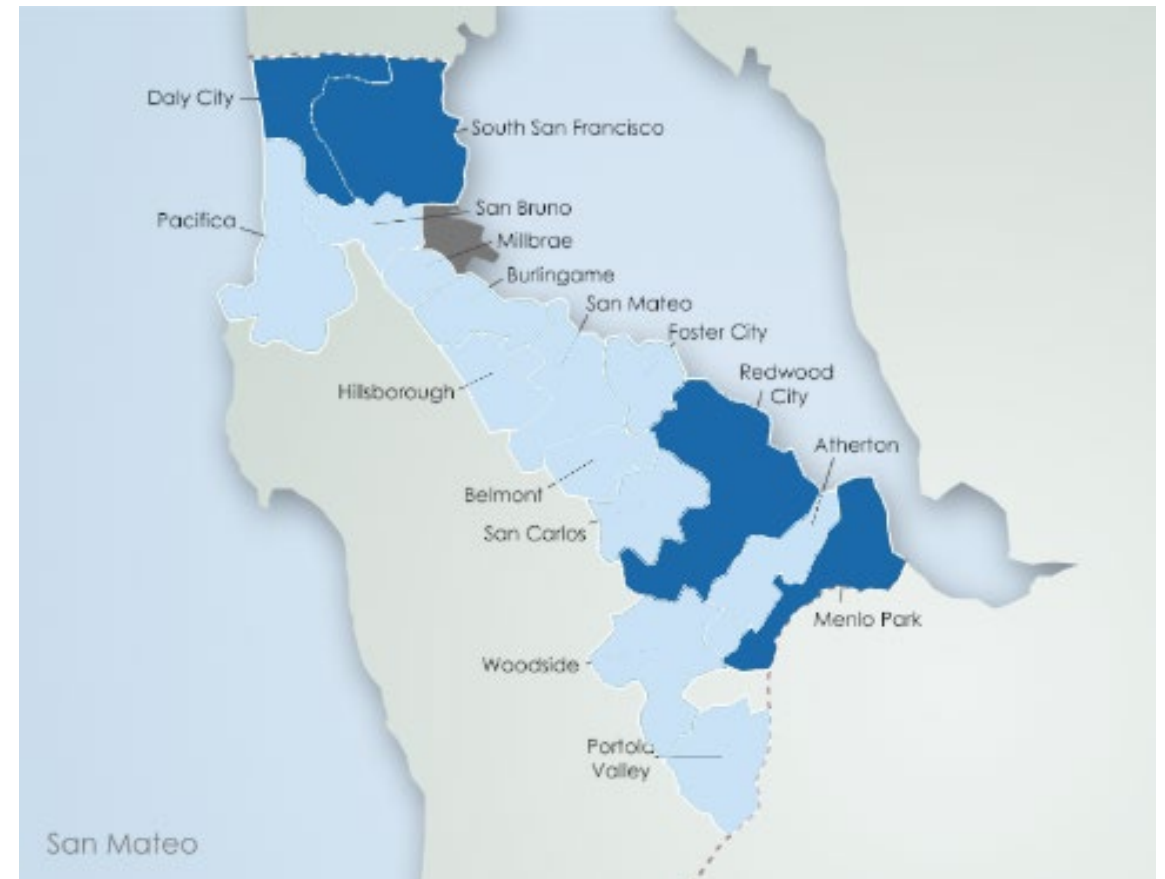 Daly City
South San Francisco
San Bruno
Pacifica
Millbrae
Burlingame
San Mateo
Foster City
Redwood
City
Hillsborough
Atherton
Belmont
San Carlos
Menlo Park
Woodside
Portola
Valley
San Mateo